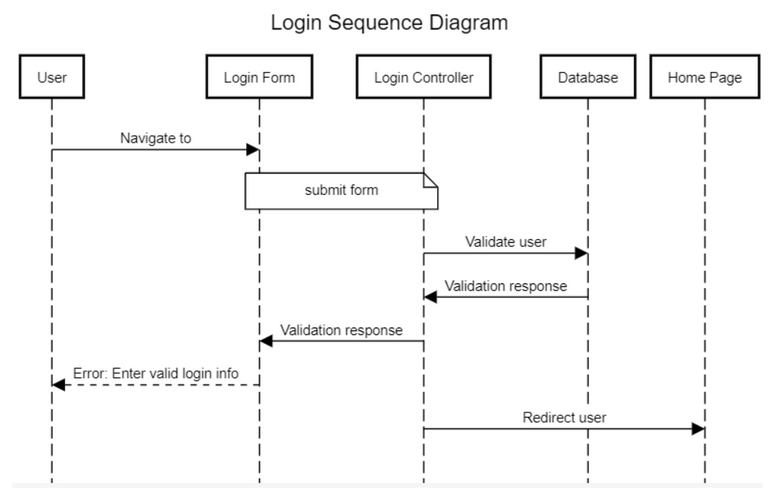 Login Sequence Diagram
User
Login Form
Login Controller
Database
Home Page
Navigate to
submit form
Validate user
Validation response
Validation response
Error: Enter valid login info
Redirect user